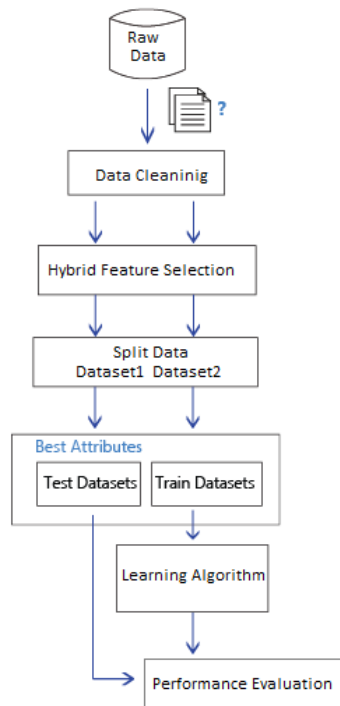 Raw
Data
?
Data Cleaninig
Hybrid Feature Selection
Split Data
Dataset1 Dataset2
Best Attributes
Test Datasets
Train Datasets
Learning Algorithm
Performance Evaluation